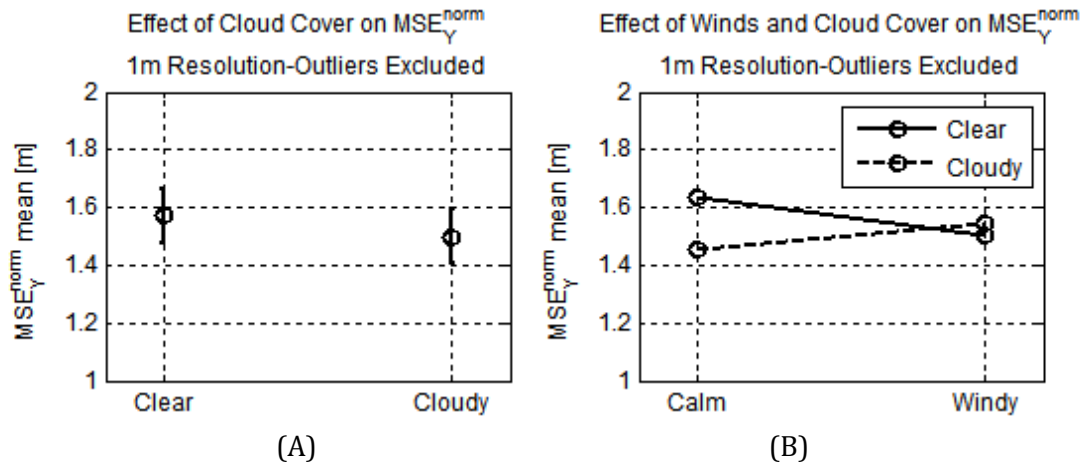 Effect of Cloud Cover on MSE_Y^norm
1m Resolution-Outliers Excluded
2
1.8
1.6
1.4
1.2
1
MSE_Y^norm mean [m]
Clear
Cloudy
(A)
Effect of Winds and Cloud Cover on MSE_Y^norm
1m Resolution-Outliers Excluded
2
1.8
1.6
1.4
1.2
1
MSE_Y^norm mean [m]
Clear
Cloudy
Calm
Windy
(B)